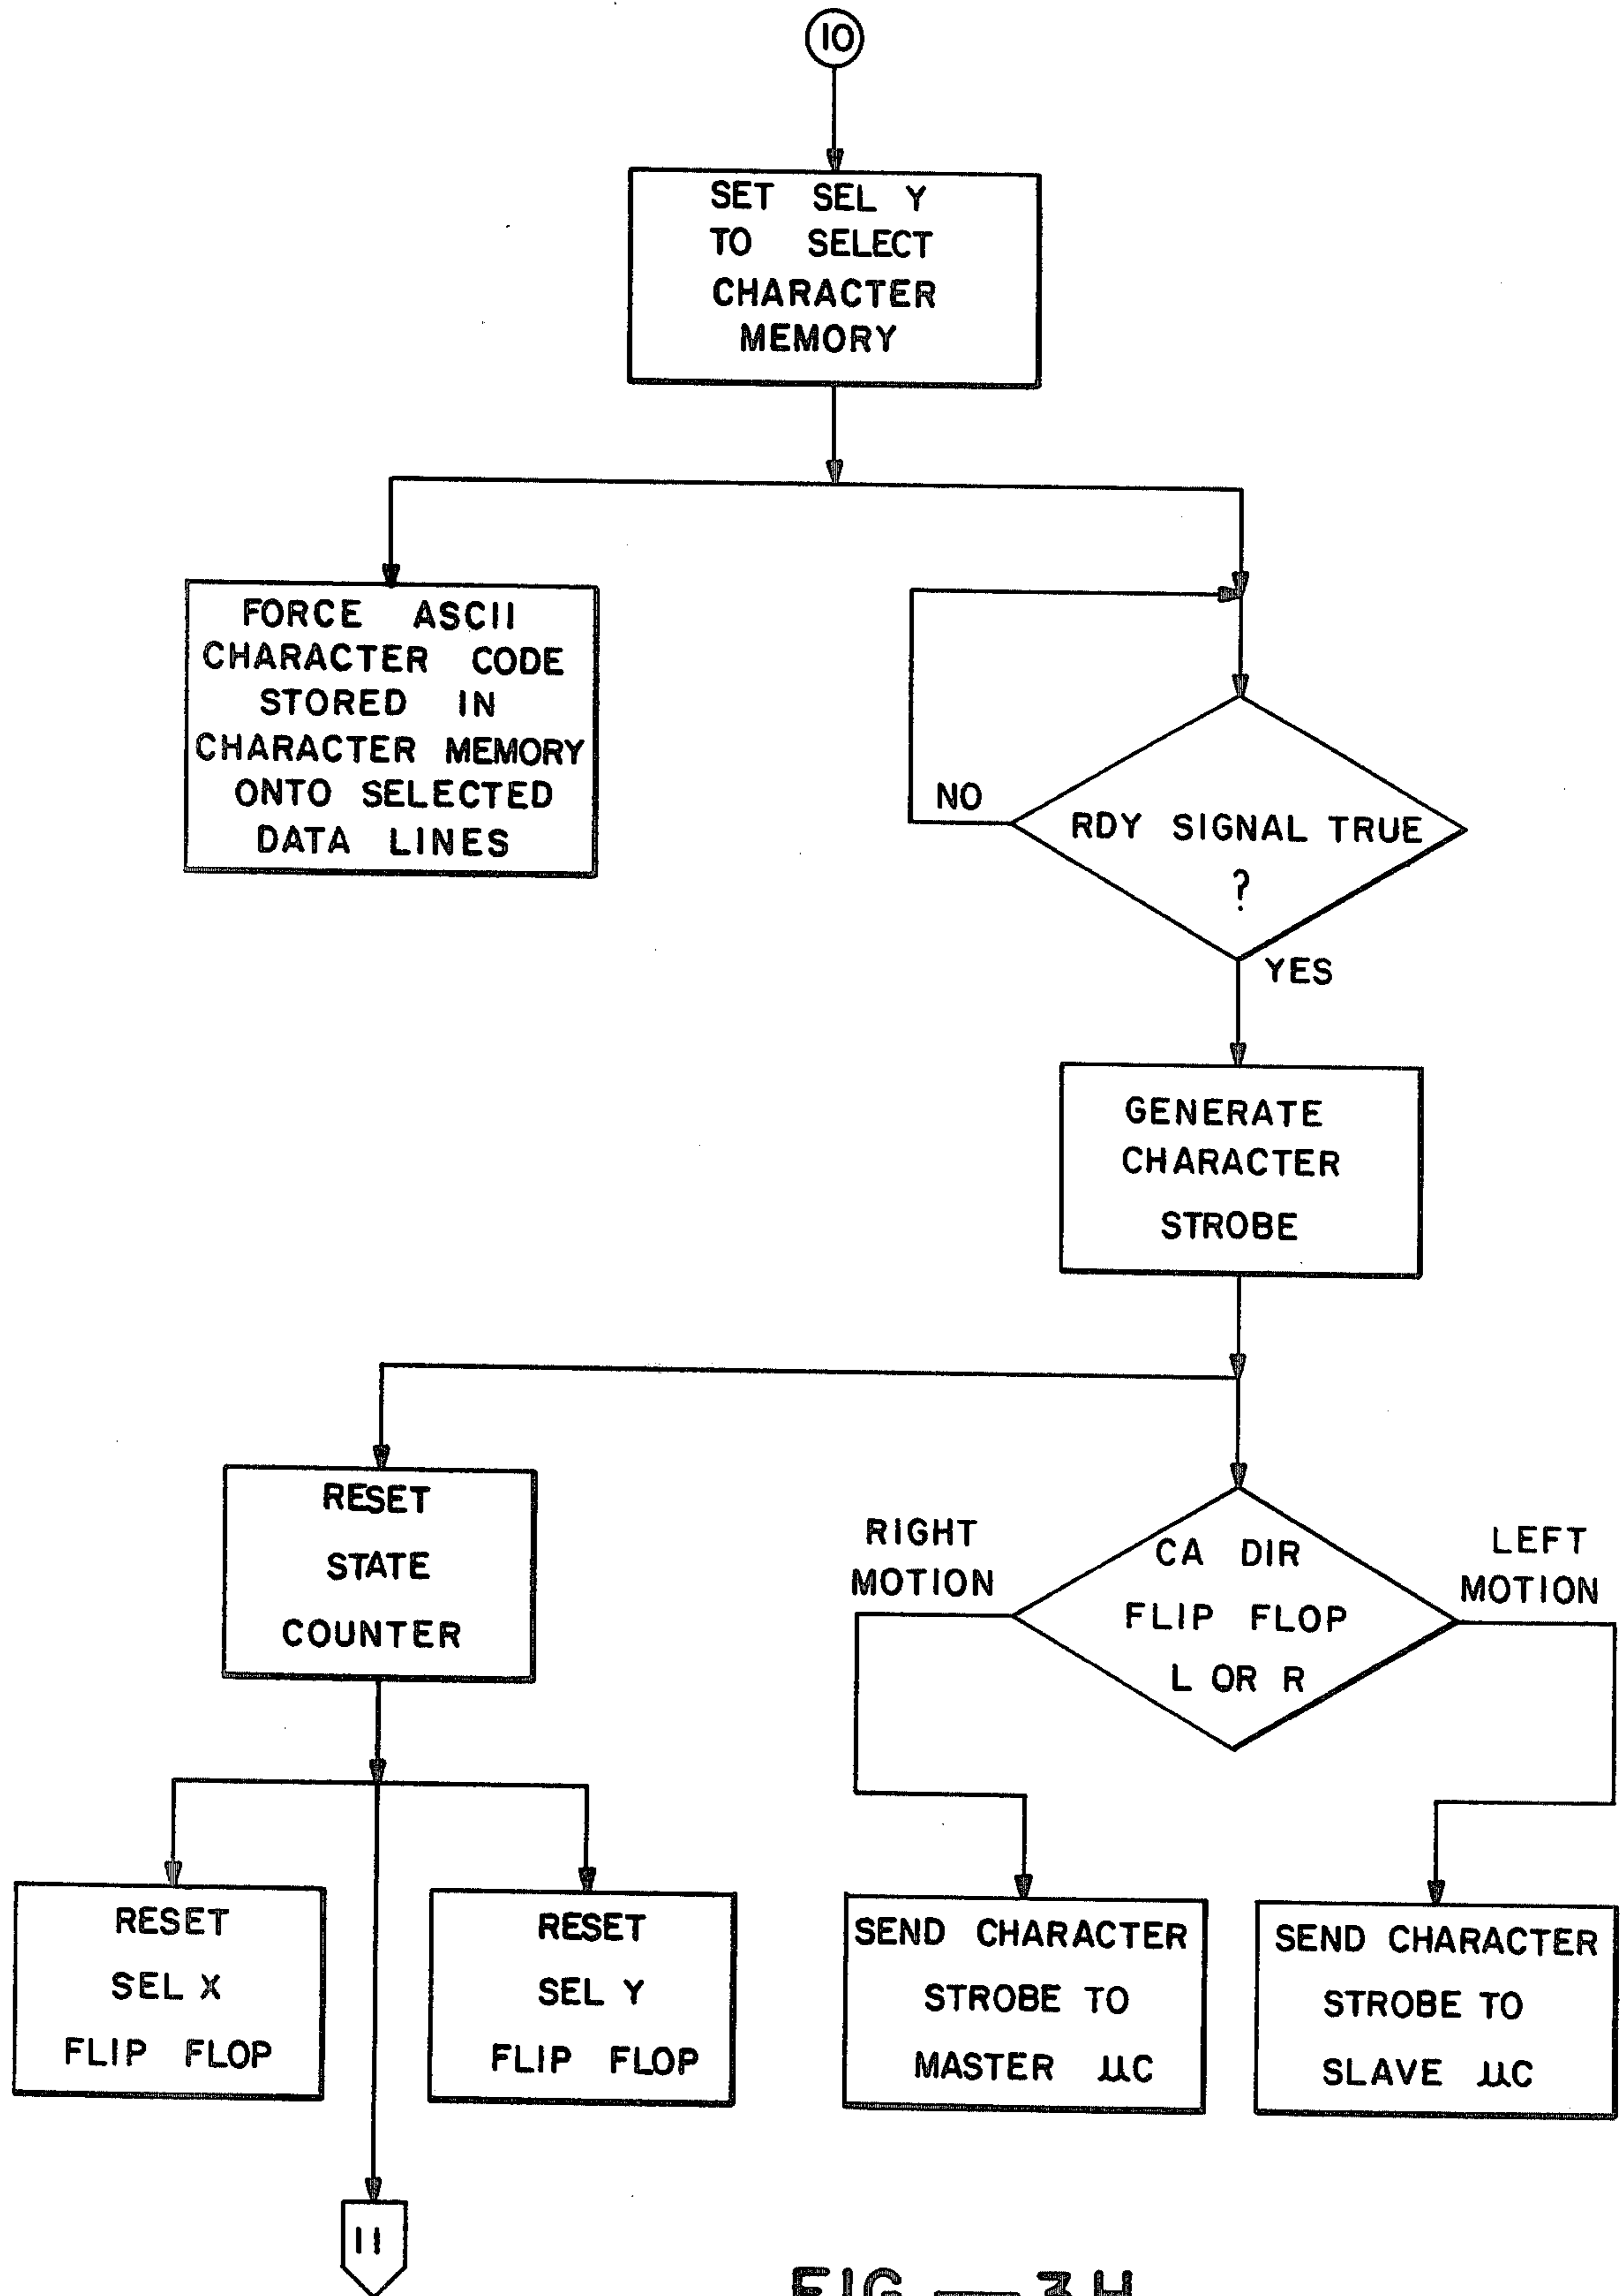 10
SET SEL Y
TO SELECT
CHARACTER
MEMORY
FORCE ASCII
CHARACTER CODE
STORED IN
CHARACTER MEMORY
ONTO SELECTED
DATA LINES
NO
RDY SIGNAL TRUE
?
YES
GENERATE
CHARACTER
STROBE
RESET
STATE
COUNTER
RIGHT
MOTION
CA DIR
FLIP FLOP
L OR R
LEFT
MOTION
RESET
SEL X
FLIP FLOP
RESET
SEL Y
FLIP FLOP
SEND CHARACTER
STROBE TO
MASTER μC
SEND CHARACTER
STROBE TO
SLAVE μC
11
FIG — 3H